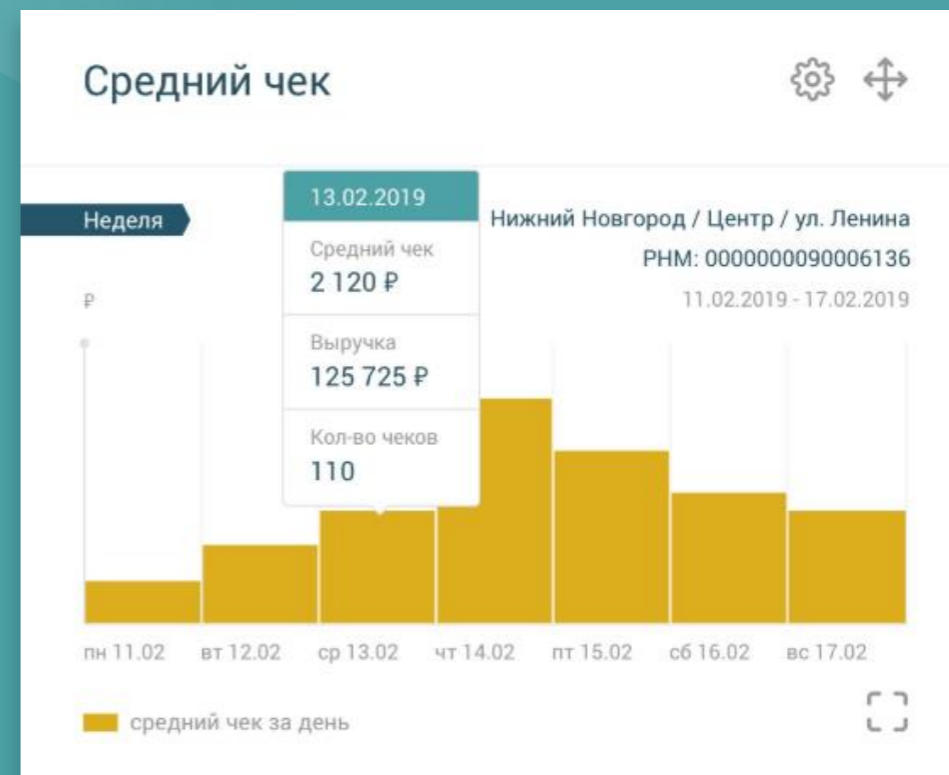 Средний чек
Неделя
13.02.2019
Средний чек
2 120 ₽
Выручка
125 725 ₽
Кол-во чеков
110
Нижний Новгород / Центр / ул. Ленина
РНМ: 0000000090006136
11.02.2019 - 17.02.2019
₽
пн 11.02 вт 12.02 ср 13.02 чт 14.02 пт 15.02 сб 16.02 вс 17.02
средний чек за день